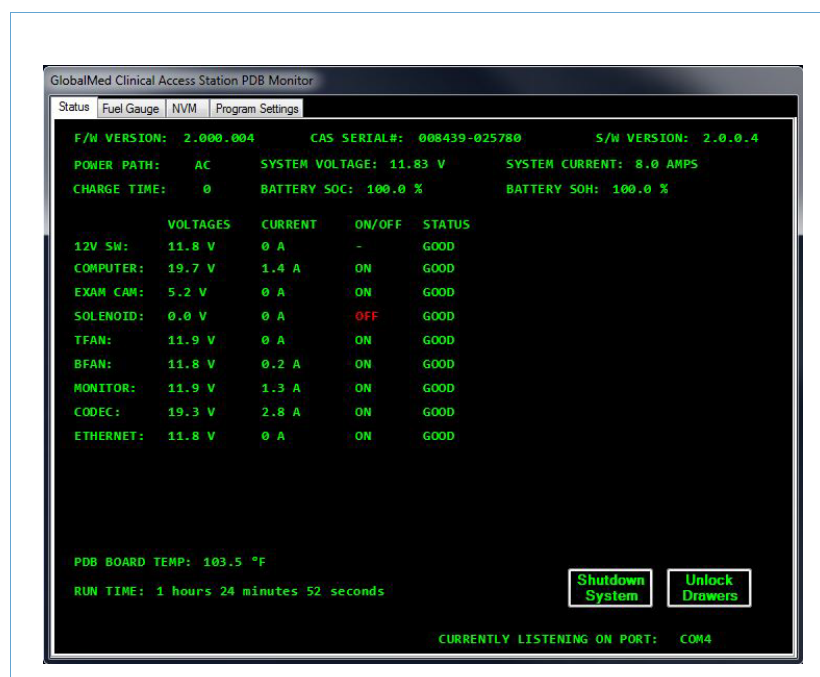 GlobalMed Clinical Access Station PDB Monitor
Status Fuel Gauge NVM Program Settings
F/W VERSION: 2.000.004 CAS SERIAL#: 008439-025780 S/W VERSION: 2.0.0.4
POWER PATH: AC SYSTEM VOLTAGE: 11.83 V SYSTEM CURRENT: 8.0 AMPS
CHARGE TIME: 0 BATTERY SOC: 100.0 % BATTERY SOH: 100.0 %
VOLTAGES CURRENT ON/OFF STATUS
12V SW: 11.8 V 0 A - GOOD
COMPUTER: 19.7 V 1.4 A ON GOOD
EXAM CAM: 5.2 V 0 A ON GOOD
SOLENOID: 0.0 V 0 A OFF GOOD
TFAN: 11.9 V 0 A ON GOOD
BFAN: 11.8 V 0.2 A ON GOOD
MONITOR: 11.9 V 1.3 A ON GOOD
CODEC: 19.3 V 2.8 A ON GOOD
ETHERNET: 11.8 V 0 A ON GOOD
PDB BOARD TEMP: 103.5 °F
RUN TIME: 1 hours 24 minutes 52 seconds
Shutdown
System
Unlock
Drawers
CURRENTLY LISTENING ON PORT: COM4